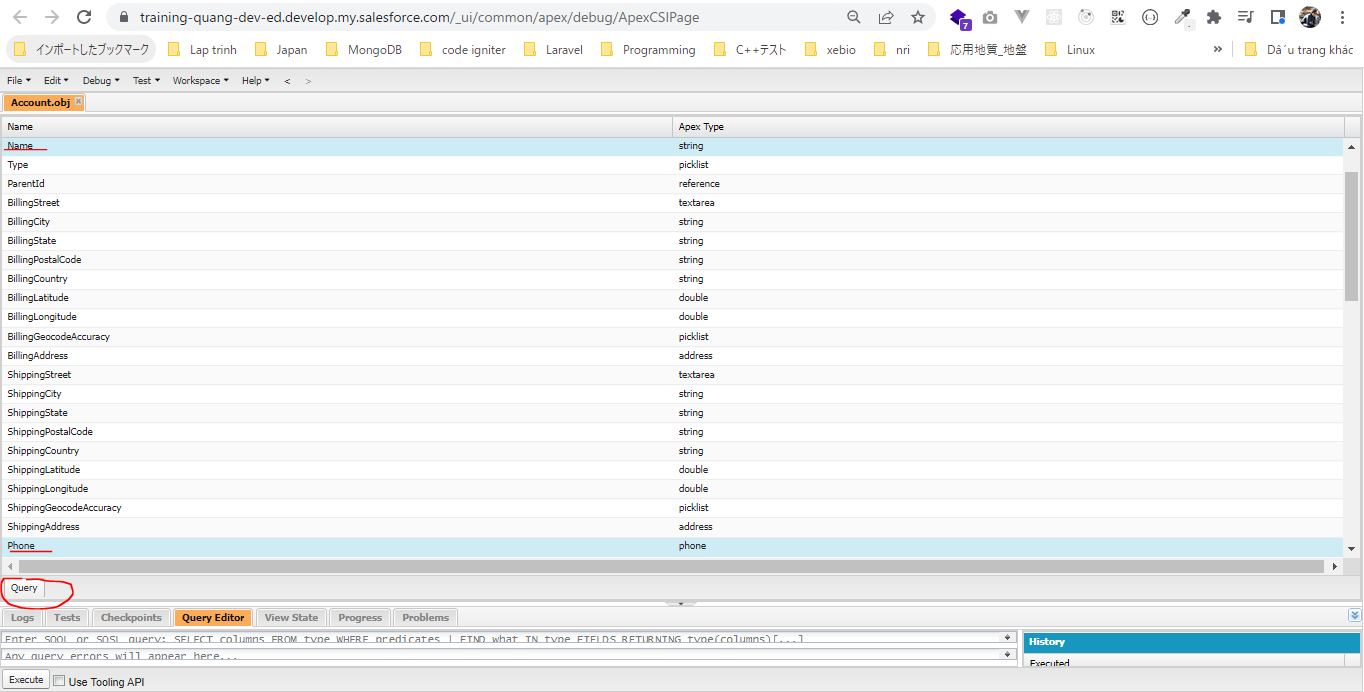 training-quang-dev-ed.develop.my.salesforce.com/_ui/common/apex/debug/ApexCSIPage
7
インポートしたブックマーク Lap trinh Japan MongoDB code igniter Laravel Programming C++テスト xebio nri 応用地質_地盤 Linux » Dấu trang khác
File Edit Debug Test Workspace Help < >
Account.obj
Name Apex Type
Name string
Type picklist
ParentId reference
BillingStreet textarea
BillingCity string
BillingState string
BillingPostalCode string
BillingCountry string
BillingLatitude double
BillingLongitude double
BillingGeocodeAccuracy picklist
BillingAddress address
ShippingStreet textarea
ShippingCity string
ShippingState string
ShippingPostalCode string
ShippingCountry string
ShippingLatitude double
ShippingLongitude double
ShippingGeocodeAccuracy picklist
ShippingAddress address
Phone phone
Query
Logs Tests Checkpoints Query Editor View State Progress Problems
Enter SOQL or SOSL query: SELECT columns FROM type WHERE predicates | FIND what IN type FIELDS RETURNING type(columns)[...]
History
Any query errors will appear here...
Executed
Execute Use Tooling API